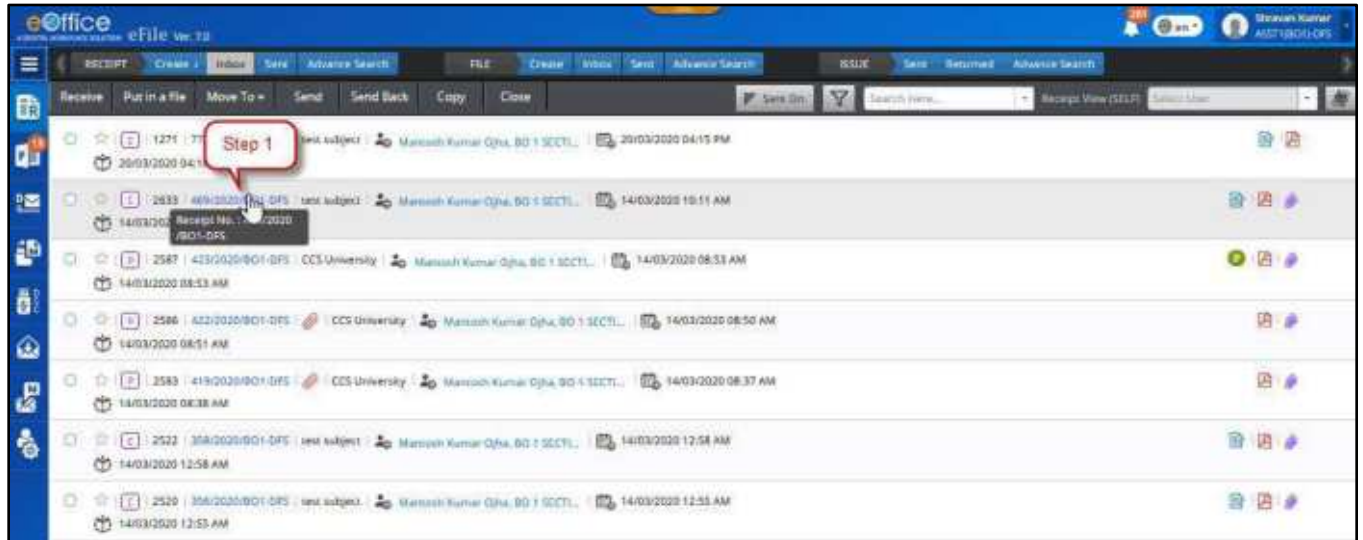 eOffice
eFile Ver. 7.0
en
Shravan Kumar
RECEIPT Create Inbox Sent Advance Search FILE Create Inbox Sent Advance Search ISSUE Sent Returned Advance Search
Receive Put in a file Move To Send Send Back Copy Close Sent On Search here... Receipt View (SELF) Select User
Step 1
1271 test subject Manoosh Kumar Ojha, BO 1 SECTI... 20/03/2020 04:15 PM
20/03/2020
C 2633 469/2020/ -DFS test subject Manoosh Kumar Ojha, BO 1 SECTI... 14/03/2020 10:11 AM
Receipt No. : /2020
/BO1-DFS
2587 423/2020/BO1-DFS CCS University Manoosh Kumar Ojha, BO 1 SECTI... 14/03/2020 08:53 AM
14/03/2020 08:53 AM
2586 422/2020/BO1-DFS CCS University Manoosh Kumar Ojha, BO 1 SECTI... 14/03/2020 08:50 AM
14/03/2020 08:51 AM
2583 419/2020/BO1-DFS CCS University Manoosh Kumar Ojha, BO 1 SECTI... 14/03/2020 08:37 AM
14/03/2020 08:38 AM
C 2522 358/2020/BO1-DFS test subject Manoosh Kumar Ojha, BO 1 SECTI... 14/03/2020 12:58 AM
14/03/2020 12:58 AM
C 2520 356/2020/BO1-DFS test subject Manoosh Kumar Ojha, BO 1 SECTI... 14/03/2020 12:55 AM
14/03/2020 12:55 AM